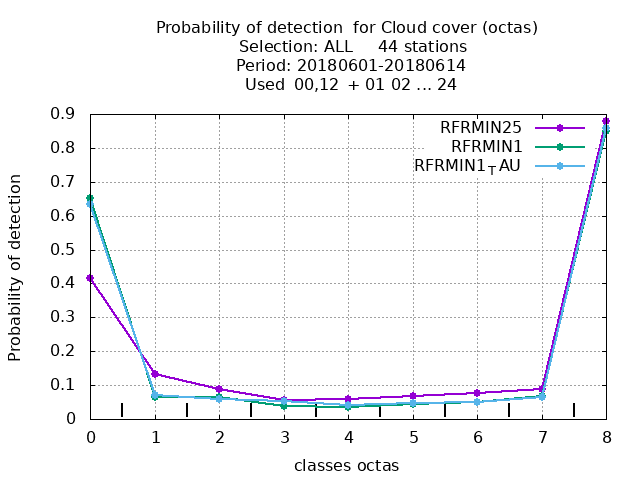 Probability of detection  for Cloud cover (octas)
Selection: ALL     44 stations
Period: 20180601-20180614
Used  00,12  + 01 02 ... 24
Probability of detection
0.9
0.8
0.7
0.6
0.5
0.4
0.3
0.2
0.1
0
RFRMIN25
RFRMIN1
RFRMIN1TAU
0 1 2 3 4 5 6 7 8
classes octas